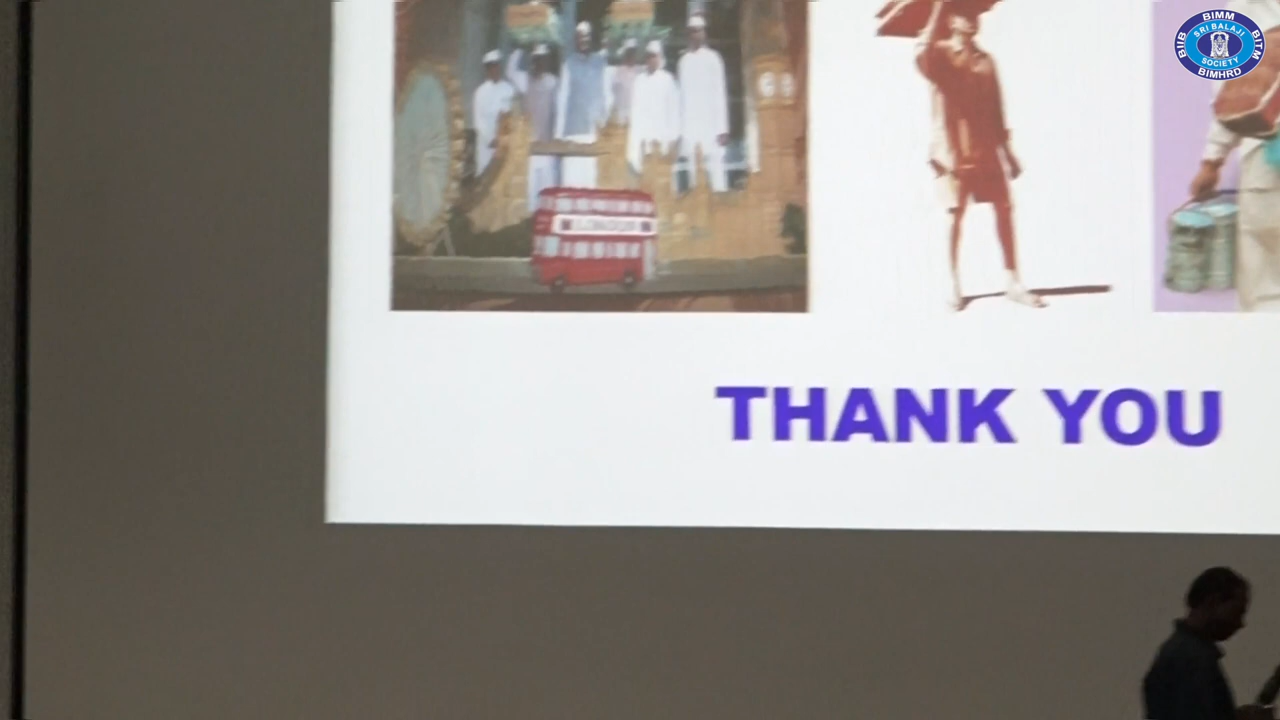 BIMM
BIIB
SRI BALAJI
SOCIETY
BITM
BIMHRD
LONDON
THANK YOU